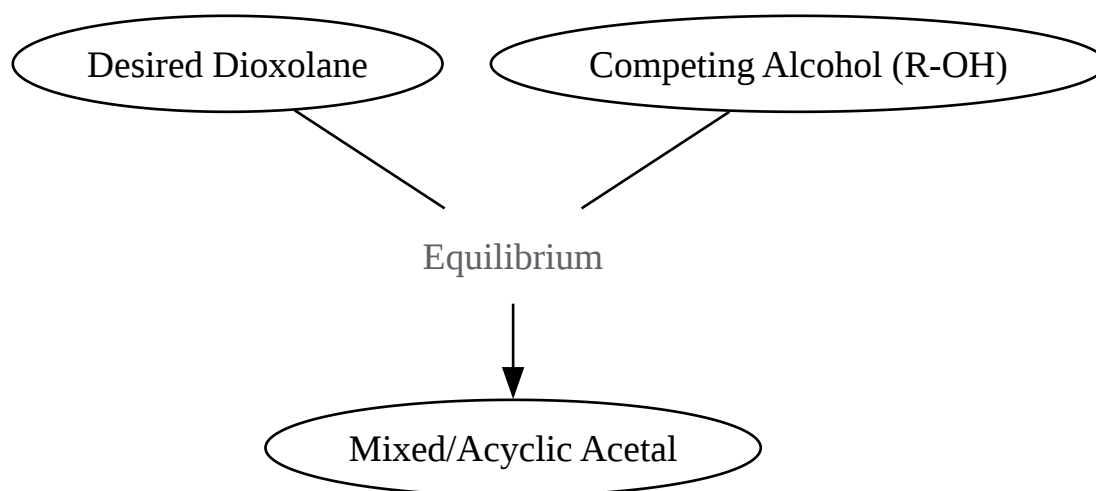 Desired Dioxolane
Competing Alcohol (R-OH)
Equilibrium
Mixed/Acyclic Acetal